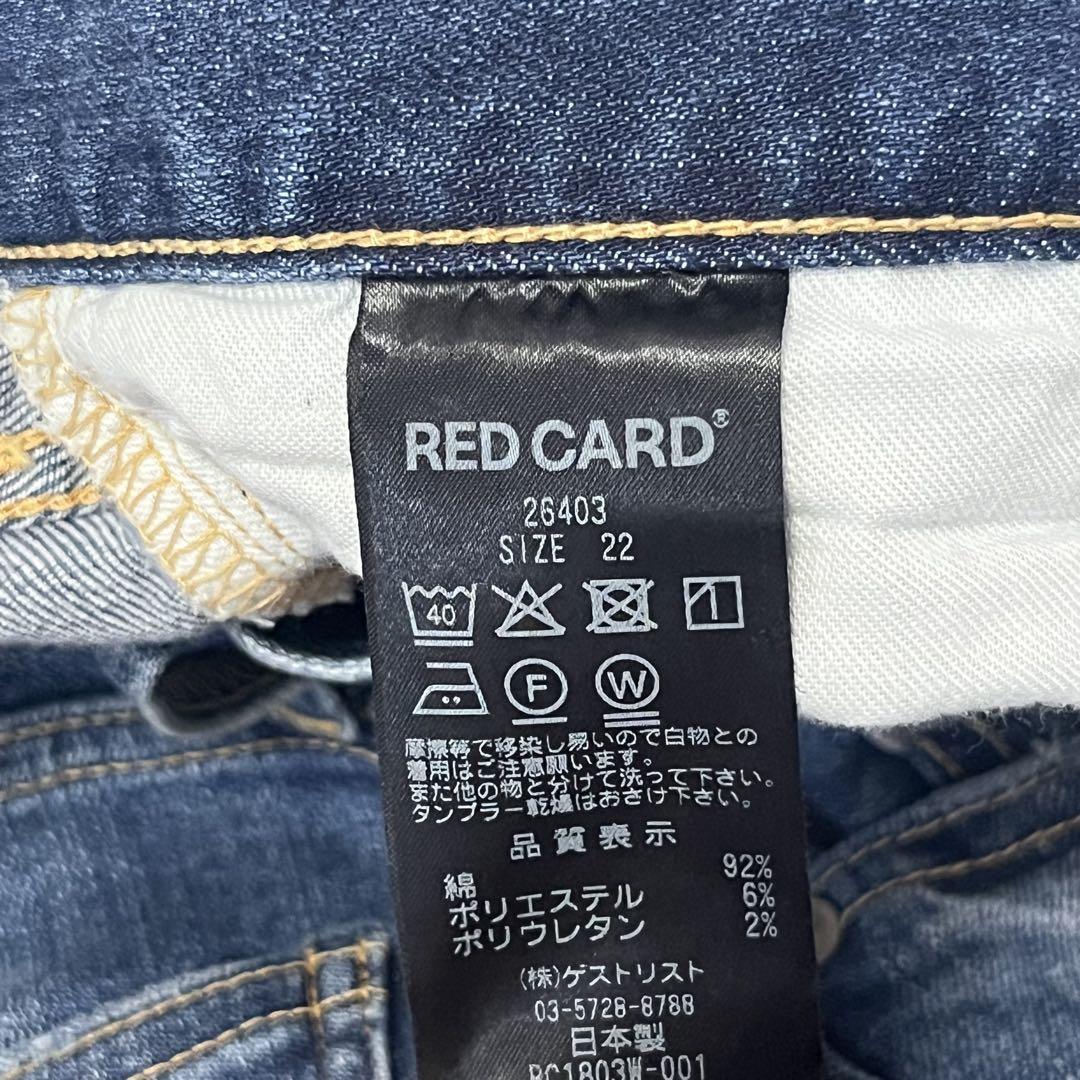 RED CARD®
26403
SIZE 22
40
F W
摩擦等で移染し易いので白物との
着用はご注意願います。
また他の物と分けて洗って下さい。
タンブラー乾燥はおさけ下さい。
品質表示
綿 92%
ポリエステル 6%
ポリウレタン 2%
(株)ゲストリスト
03-5728-8788
日本製
RC1803W-001